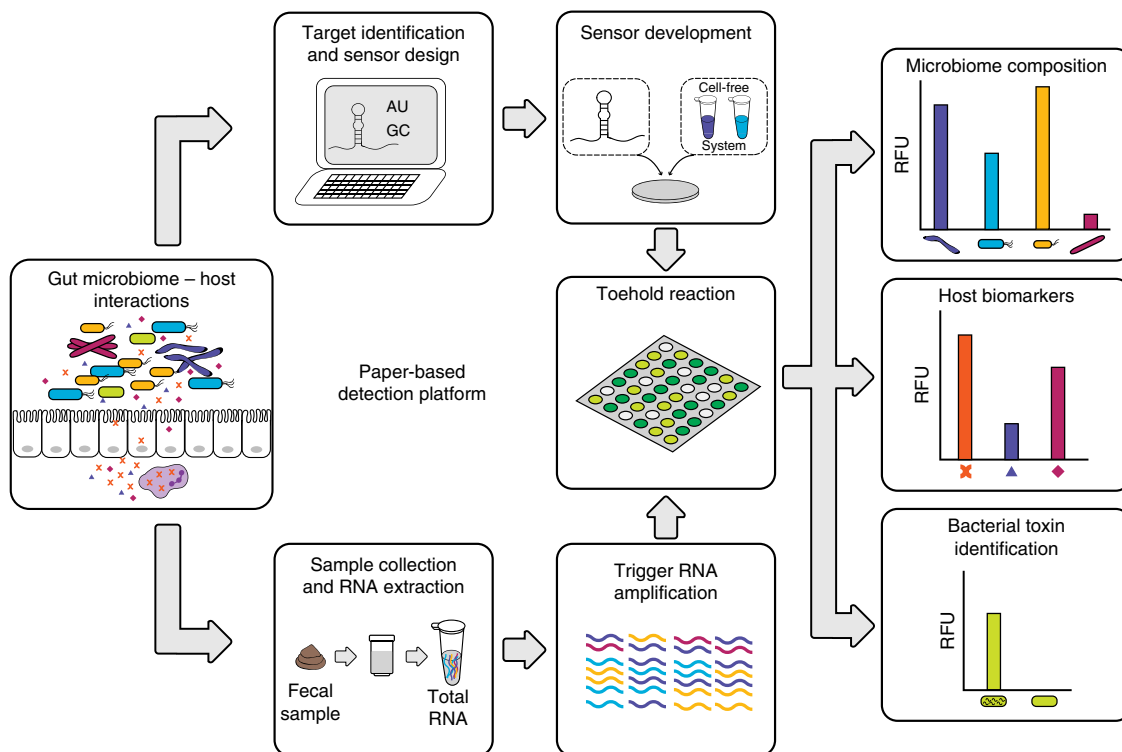 Target identification
and sensor design
AU
GC
Sensor development
Cell-free
System
Microbiome composition
RFU
Gut microbiome – host
interactions
Paper-based
detection platform
Toehold reaction
Host biomarkers
RFU
Sample collection
and RNA extraction
Fecal
sample
Total
RNA
Trigger RNA
amplification
Bacterial toxin
identification
RFU